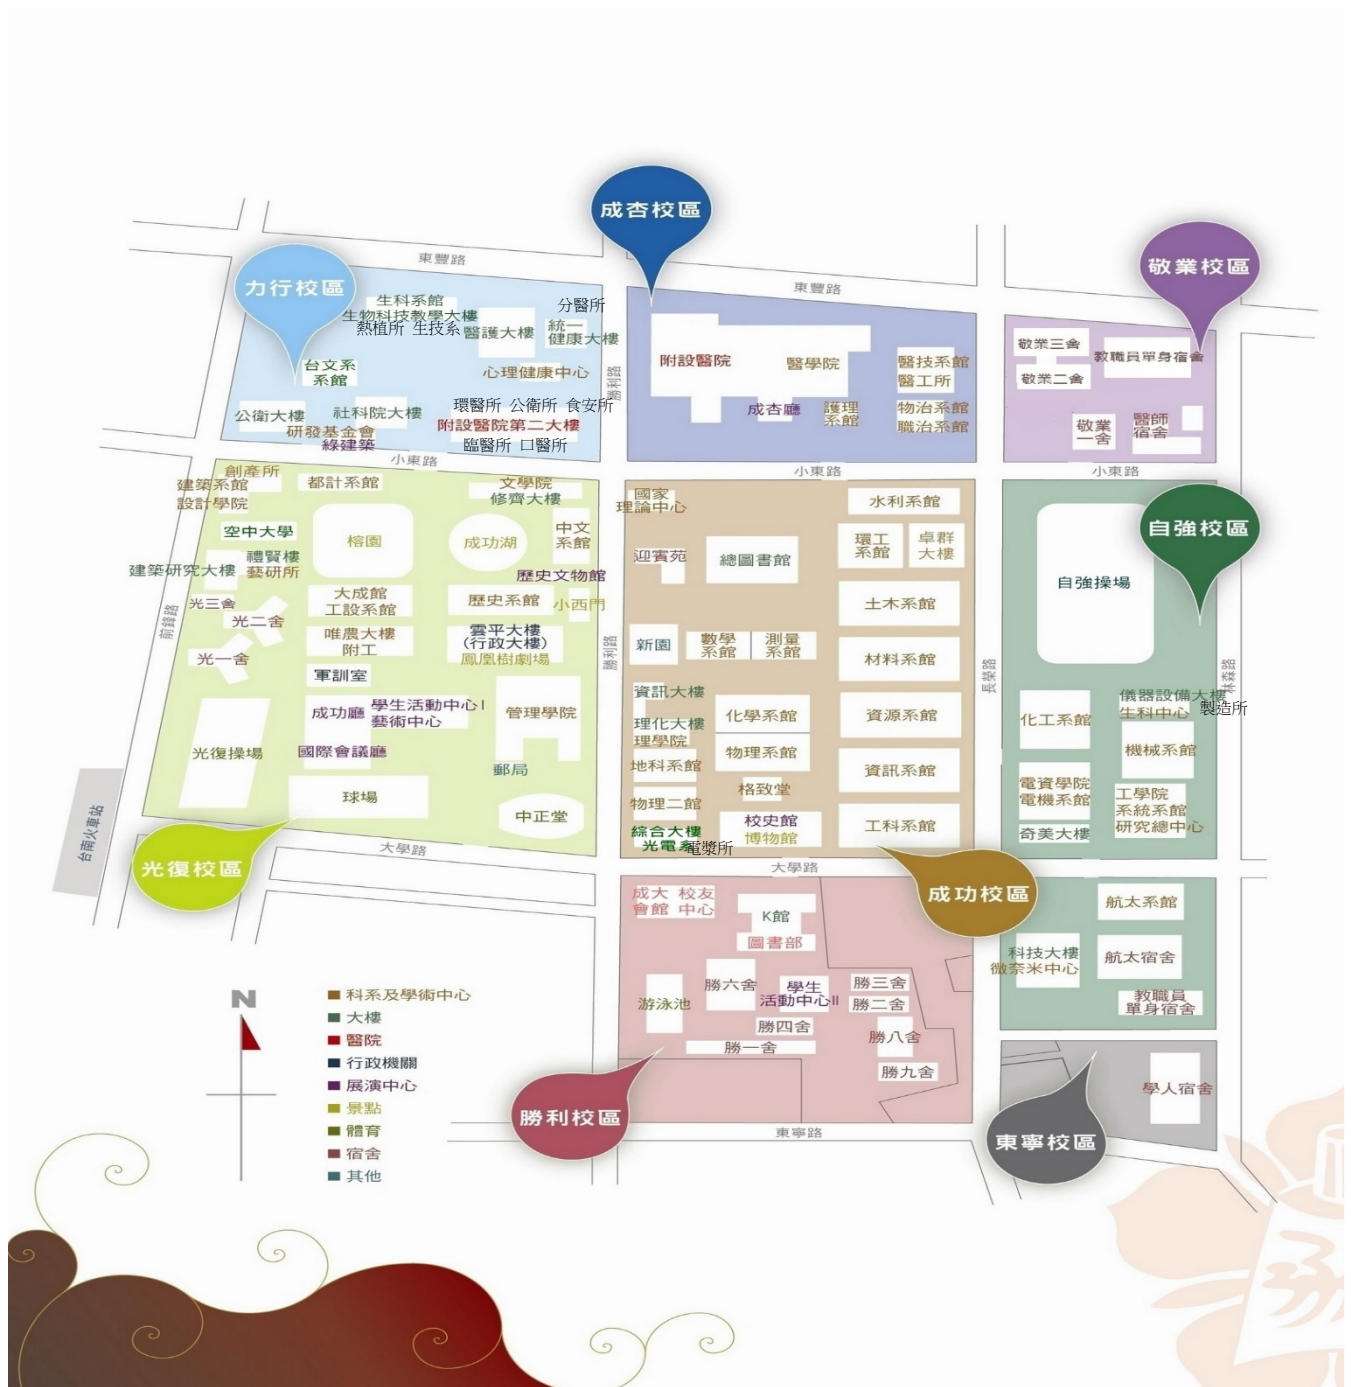 成杏校區
力行校區
敬業校區
東豐路
東豐路
生科系館
生物科技教學大樓
熱植所 生技系
醫護大樓
分醫所
統一
健康大樓
台文系
系館
心理健康中心
公衛大樓
社科院大樓
研發基金會
綠建築
環醫所 公衛所 食安所
附設醫院第二大樓
臨醫所 口醫所
勝利路
附設醫院
醫學院
成杏廳
護理
系館
醫技系館
醫工所
物治系館
職治系館
敬業三舍
敬業二舍
教職員單身宿舍
敬業
一舍
醫師
宿舍
小東路
小東路
小東路
創產所
建築系館
設計學院
都計系館
文學院
修齊大樓
空中大學
榕園
成功湖
中文
系館
禮賢樓
藝研所
建築研究大樓
歷史文物館
光三舍
光二舍
光一舍
大成館
工設系館
歷史系館
小西門
唯農大樓
附工
雲平大樓
(行政大樓)
鳳凰樹劇場
軍訓室
成功廳
學生活動中心I
藝術中心
國際會議廳
管理學院
郵局
光復操場
球場
中正堂
前鋒路
台南火車站
光復校區
大學路
勝利路
國家
理論中心
迎賓苑
總圖書館
水利系館
環工
系館
卓群
大樓
土木系館
新園
數學
系館
測量
系館
材料系館
資訊大樓
理化大樓
理學院
化學系館
資源系館
地科系館
物理系館
資訊系館
物理二館
格致堂
綜合大樓
光電系
電漿所
校史館
博物館
工科系館
大學路
成功校區
長榮路
自強校區
自強操場
林森路
儀器設備大樓
生科中心
製造所
化工系館
機械系館
電資學院
電機系館
工學院
系統系館
研究總中心
奇美大樓
成大
會館
校友
中心
K館
圖書部
游泳池
勝六舍
學生
活動中心II
勝三舍
勝二舍
勝四舍
勝一舍
勝八舍
勝九舍
勝利校區
東寧路
航太系館
科技大樓
微奈米中心
航太宿舍
教職員
單身宿舍
學人宿舍
東寧校區
N
科系及學術中心
大樓
醫院
行政機關
展演中心
景點
體育
宿舍
其他